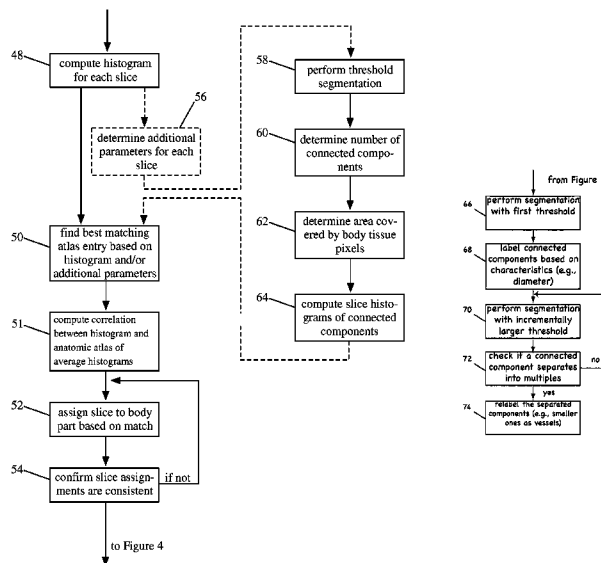 48
compute histogram
for each slice
56
determine additional
parameters for each
slice
50
find best matching
atlas entry based on
histogram and/or
additional parameters
51
compute correlation
between histogram and
anatomic atlas of
average histograms
52
assign slice to body
part based on match
54
confirm slice assign-
ments are consistent
if not
to Figure 4
58
perform threshold
segmentation
60
determine number of
connected compo-
nents
62
determine area cov-
ered by body tissue
pixels
64
compute slice histo-
grams of connected
components
from Figure
66
perform segmentation
with first threshold
68
label connected
components based on
characteristics (e.g.,
diameter)
70
perform segmentation
with incrementally
larger threshold
72
check if a connected
component separates
into multiples
no
yes
74
relabel the separated
components (e.g., smaller
ones as vessels)